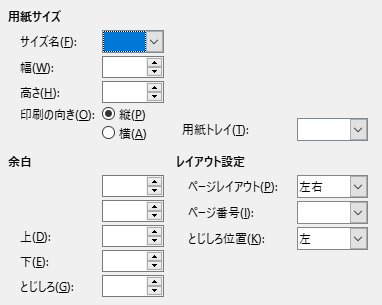 用紙サイズ
サイズ名(F):
幅(W):
高さ(H):
印刷の向き(O): 縦(P)
横(A)
用紙トレイ(T):
余白
レイアウト設定
ページレイアウト(P): 左右
ページ番号(I):
上(D):
とじしろ位置(K): 左
下(E):
とじしろ(G):